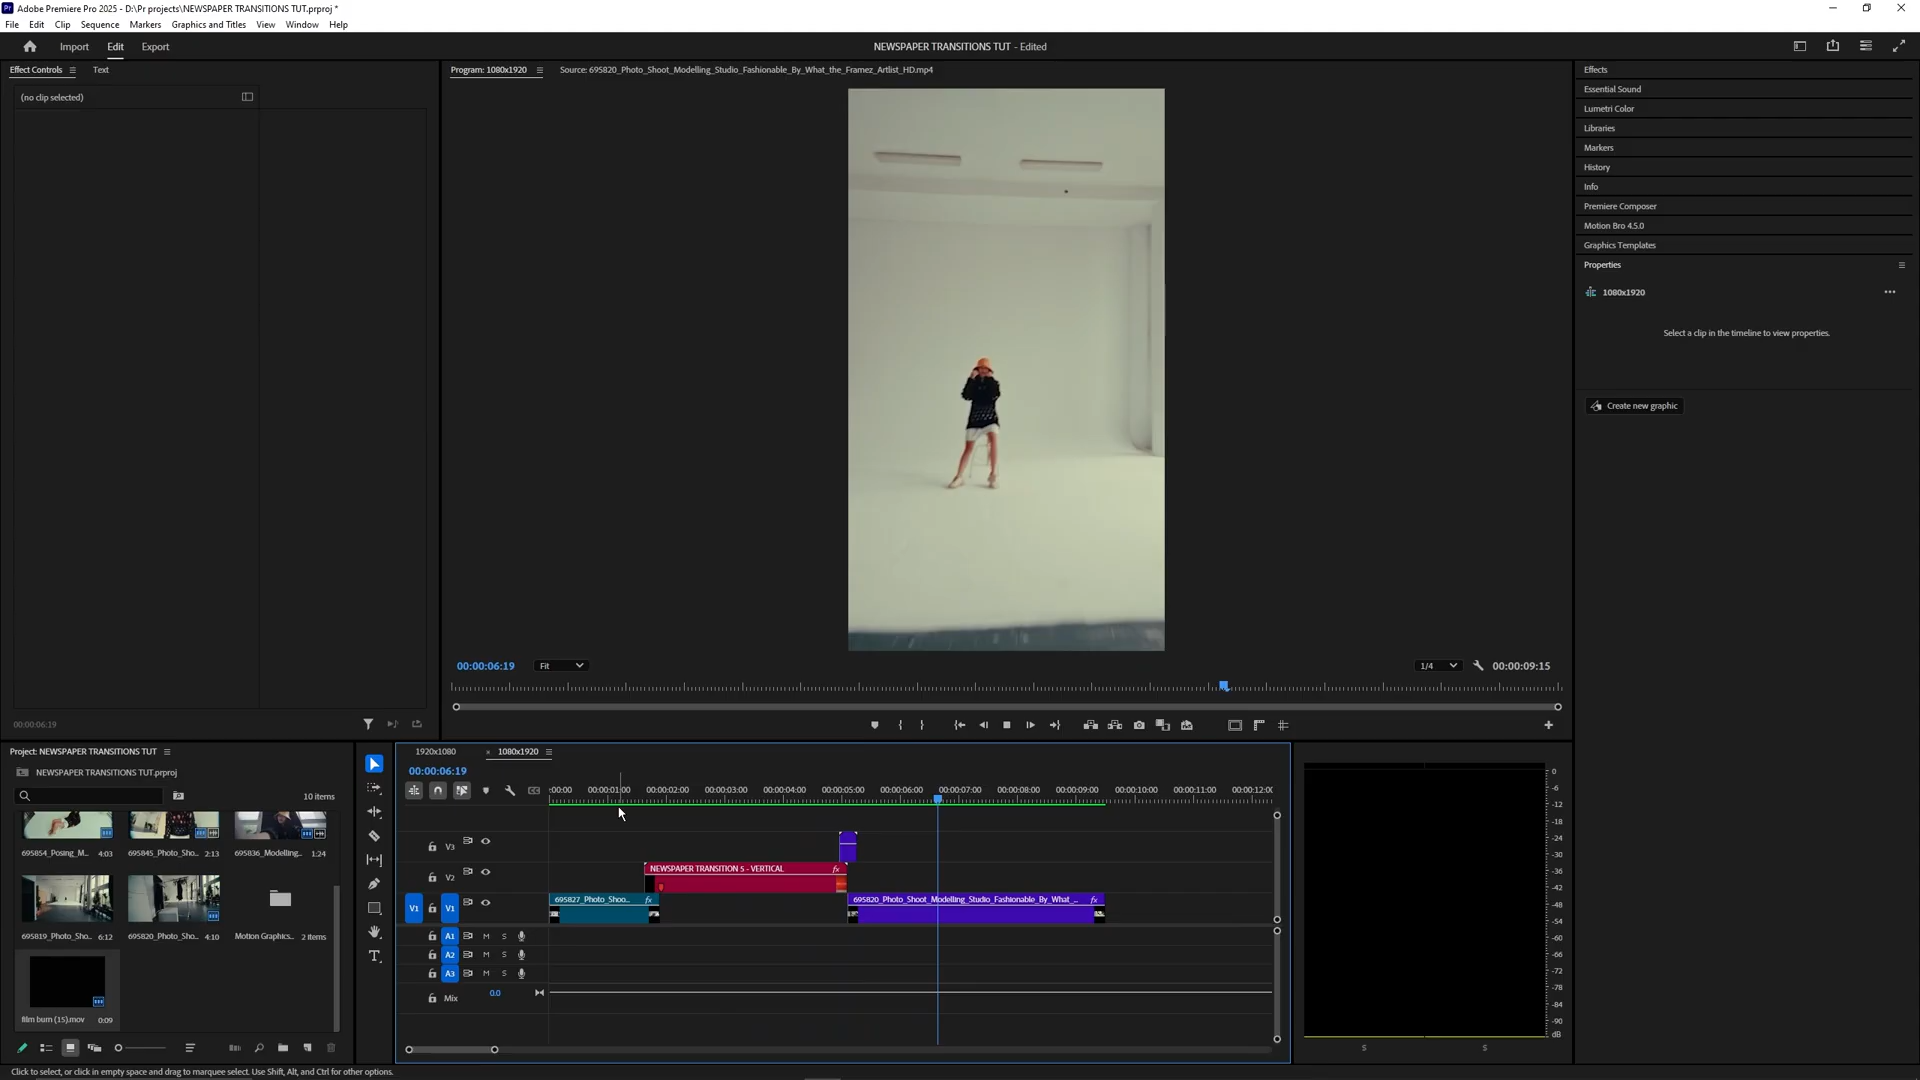 Adobe Premiere Pro 2025 - D:\Pr projects\NEWSPAPER TRANSITIONS TUT.prproj *
File Edit Clip Sequence Markers Graphics and Titles View Window Help
Import Edit Export
NEWSPAPER TRANSITIONS TUT - Edited
Effect Controls Text
(no clip selected)
00:00:06:19
Program: 1080x1920
Source: 695820_Photo_Shoot_Modelling_Studio_Fashionable_By_What_the_Framez_Artlist_HD.mp4
00:00:06:19 Fit 1/4 00:00:09:15
Effects
Essential Sound
Lumetri Color
Libraries
Markers
History
Info
Premiere Composer
Motion Bro 4.5.0
Graphics Templates
Properties
1080x1920
Select a clip in the timeline to view properties.
Create new graphic
Project: NEWSPAPER TRANSITIONS TUT
NEWSPAPER TRANSITIONS TUT.prproj
10 items
695854_Posing_M... 4:03 695845_Photo_Sho... 2:13 695836_Modelling... 1:24
695819_Photo_Sho... 6:12 695820_Photo_Sho... 4:10 Motion Graphics... 2 items
film burn (15).mov 0:09
1920x1080 × 1080x1920
00:00:06:19
:00:00 00:00:01:00 00:00:02:00 00:00:03:00 00:00:04:00 00:00:05:00 00:00:06:00 00:00:07:00 00:00:08:00 00:00:09:00 00:00:10:00 00:00:11:00 00:00:12:00
V3
V2 NEWSPAPER TRANSITION 5 - VERTICAL fx
V1 V1 695827_Photo_Shoo... fx 695820_Photo_Shoot_Modelling_Studio_Fashionable_By_What_... fx
A1 M S
A2 M S
A3 M S
Mix 0.0
0
-6
-12
-18
-24
-30
-36
-42
-48
-54
-60
-66
-72
-78
-84
-90
dB
S S
Click to select, or click in empty space and drag to marquee select. Use Shift, Alt, and Ctrl for other options.